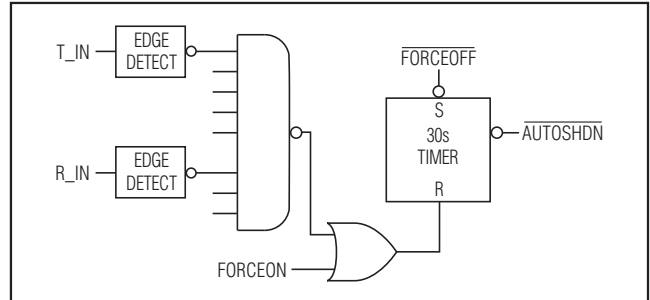 T_IN
EDGE
DETECT
R_IN
EDGE
DETECT
FORCEON
FORCEOFF
S
30s
TIMER
R
AUTOSHDN